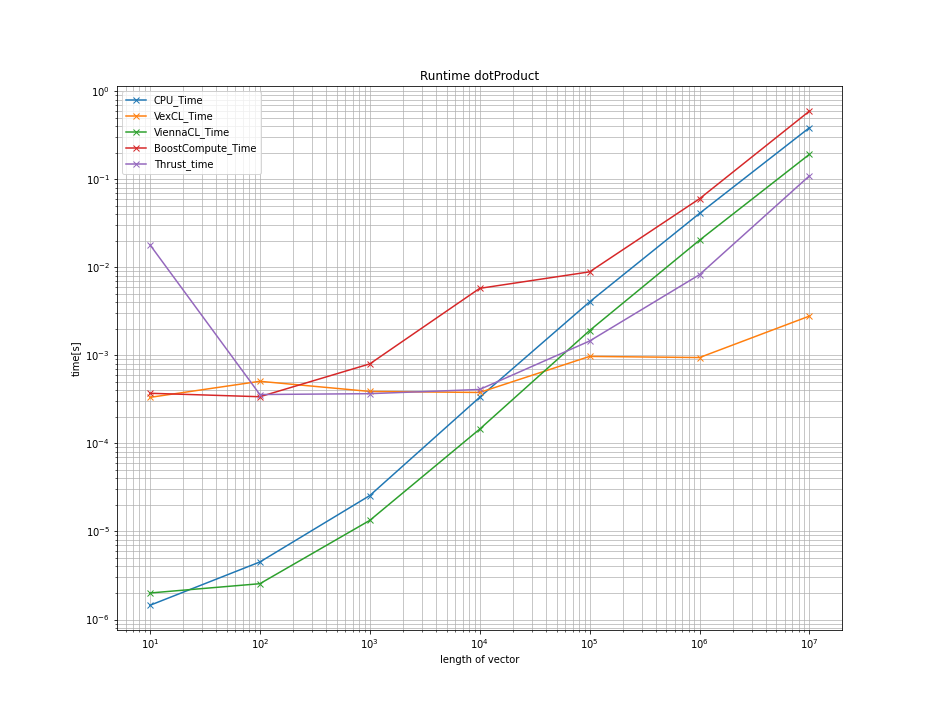 Runtime dotProduct
CPU_Time
VexCL_Time
ViennaCL_Time
BoostCompute_Time
Thrust_time
time[s]
10⁰
10⁻¹
10⁻²
10⁻³
10⁻⁴
10⁻⁵
10⁻⁶
10¹ 10² 10³ 10⁴ 10⁵ 10⁶ 10⁷
length of vector